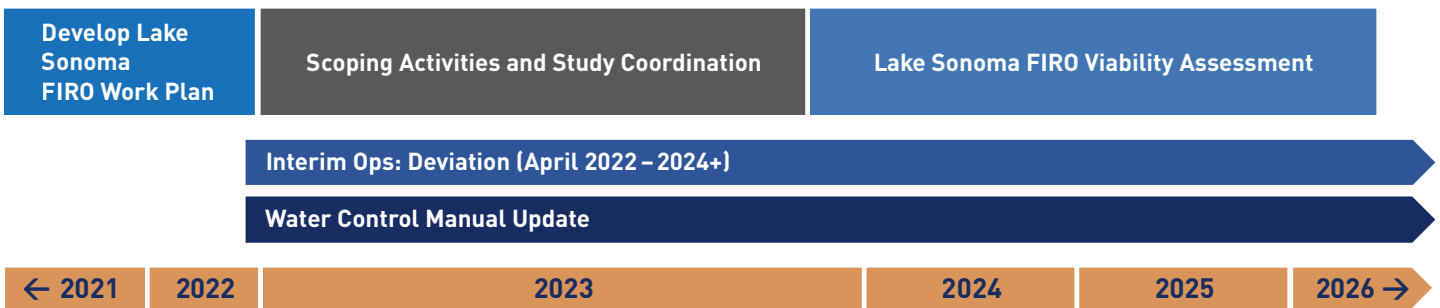 Develop Lake
Sonoma
FIRO Work Plan
Scoping Activities and Study Coordination
Lake Sonoma FIRO Viability Assessment
Interim Ops: Deviation (April 2022 – 2024+)
Water Control Manual Update
← 2021
2022
2023
2024
2025
2026 →